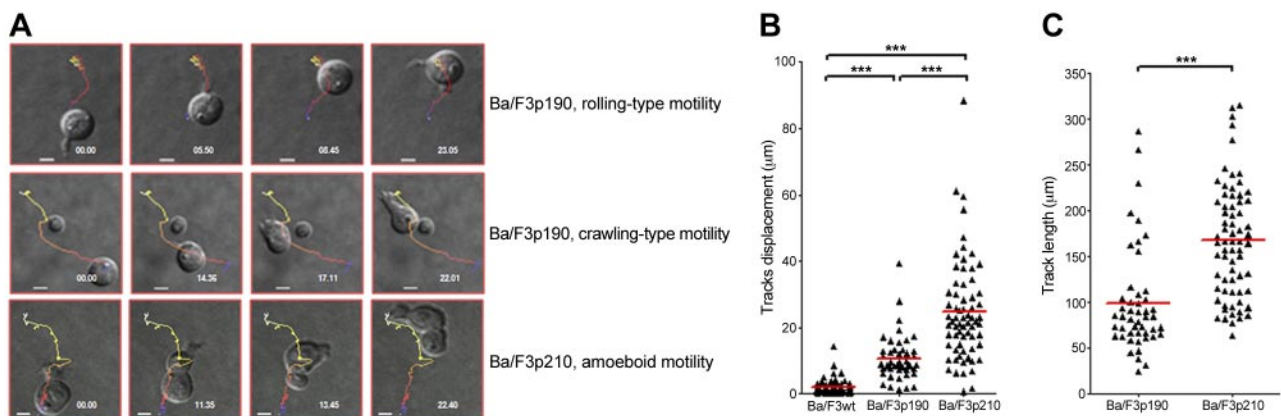 A
00.00
05.50
08.45
23.05
Ba/F3p190, rolling-type motility
00.00
14.36
17.11
22.01
Ba/F3p190, crawling-type motility
00.00
11.35
13.45
22.40
Ba/F3p210, amoeboid motility
B
***
*** ***
Tracks displacement (μm)
100
80
60
40
20
0
Ba/F3wt Ba/F3p190 Ba/F3p210
C
***
Track length (μm)
350
300
250
200
150
100
50
0
Ba/F3p190 Ba/F3p210